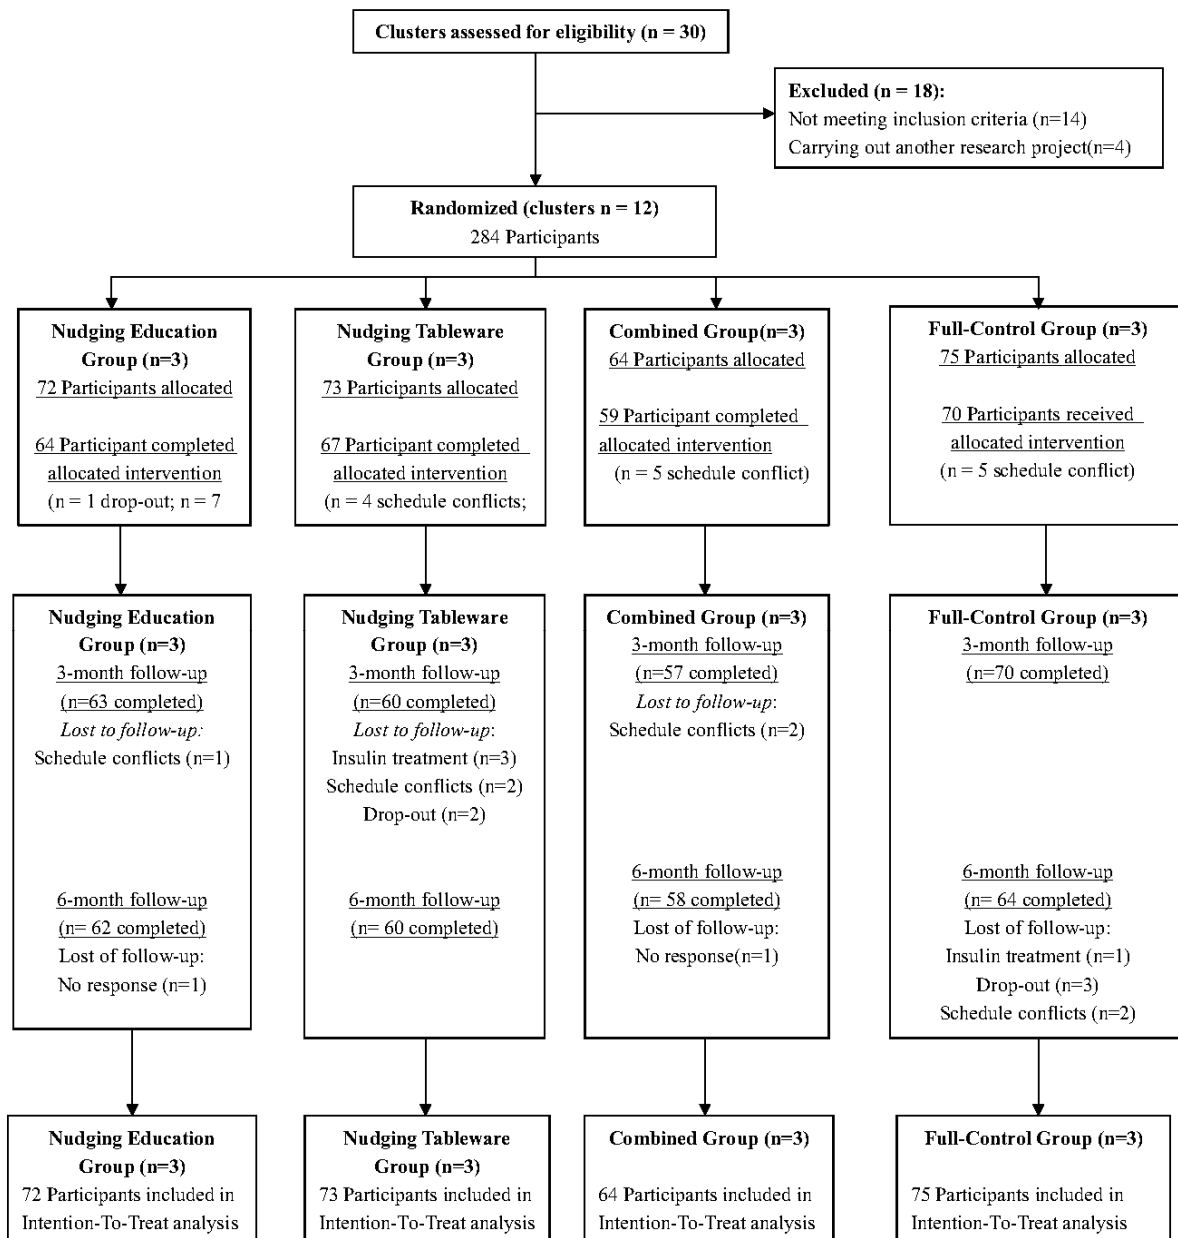 Clusters assessed for eligibility (n = 30)
Excluded (n = 18):
Not meeting inclusion criteria (n=14)
Carrying out another research project(n=4)
Randomized (clusters n = 12)
284 Participants
Nudging Education
Group (n=3)
72 Participants allocated
64 Participant completed
allocated intervention
(n = 1 drop-out; n = 7
Nudging Tableware
Group (n=3)
73 Participants allocated
67 Participant completed
allocated intervention
(n = 4 schedule conflicts;
Combined Group(n=3)
64 Participants allocated
59 Participant completed
allocated intervention
(n = 5 schedule conflict)
Full-Control Group (n=3)
75 Participants allocated
70 Participants received
allocated intervention
(n = 5 schedule conflict)
Nudging Education
Group (n=3)
3-month follow-up
(n=63 completed)
Lost to follow-up:
Schedule conflicts (n=1)
6-month follow-up
(n= 62 completed)
Lost of follow-up:
No response (n=1)
Nudging Tableware
Group (n=3)
3-month follow-up
(n=60 completed)
Lost to follow-up:
Insulin treatment (n=3)
Schedule conflicts (n=2)
Drop-out (n=2)
6-month follow-up
(n= 60 completed)
Combined Group (n=3)
3-month follow-up
(n=57 completed)
Lost to follow-up:
Schedule conflicts (n=2)
6-month follow-up
(n= 58 completed)
Lost of follow-up:
No response(n=1)
Full-Control Group (n=3)
3-month follow-up
(n=70 completed)
6-month follow-up
(n= 64 completed)
Lost of follow-up:
Insulin treatment (n=1)
Drop-out (n=3)
Schedule conflicts (n=2)
Nudging Education
Group (n=3)
72 Participants included in
Intention-To-Treat analysis
Nudging Tableware
Group (n=3)
73 Participants included in
Intention-To-Treat analysis
Combined Group (n=3)
64 Participants included in
Intention-To-Treat analysis
Full-Control Group (n=3)
75 Participants included in
Intention-To-Treat analysis